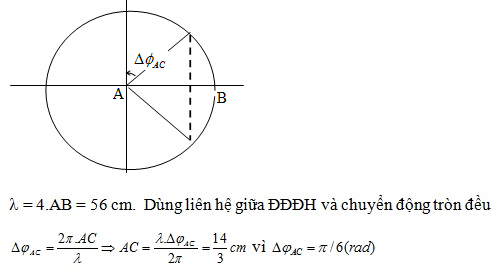 Δϕ_AC
A
B
λ = 4.AB = 56 cm. Dùng liên hệ giữa ĐĐĐH và chuyển động tròn đều
Δφ_AC = 2π.AC / λ ⇒ AC = λ.Δφ_AC / 2π = 14 / 3 cm vì Δφ_AC = π / 6(rad)